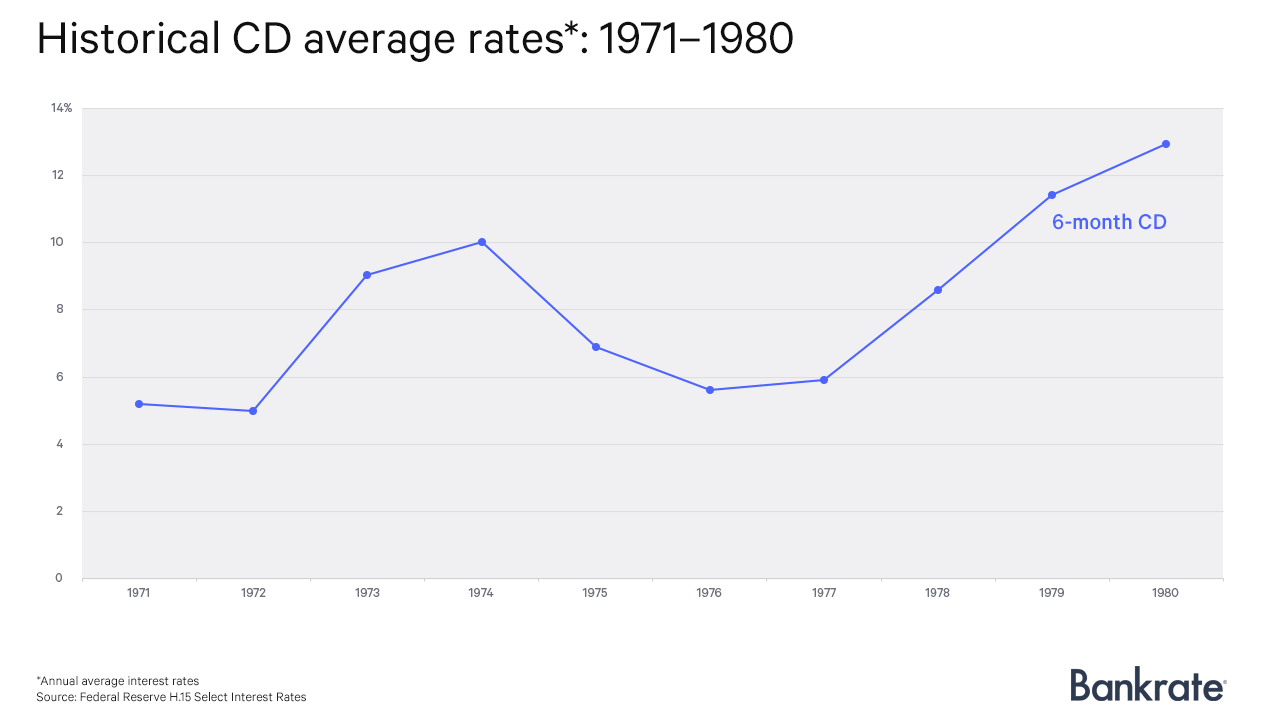 Historical CD average rates*: 1971–1980
14%
12
10
8
6
4
2
0
6-month CD
1971 1972 1973 1974 1975 1976 1977 1978 1979 1980
*Annual average interest rates
Source: Federal Reserve H.15 Select Interest Rates
Bankrate